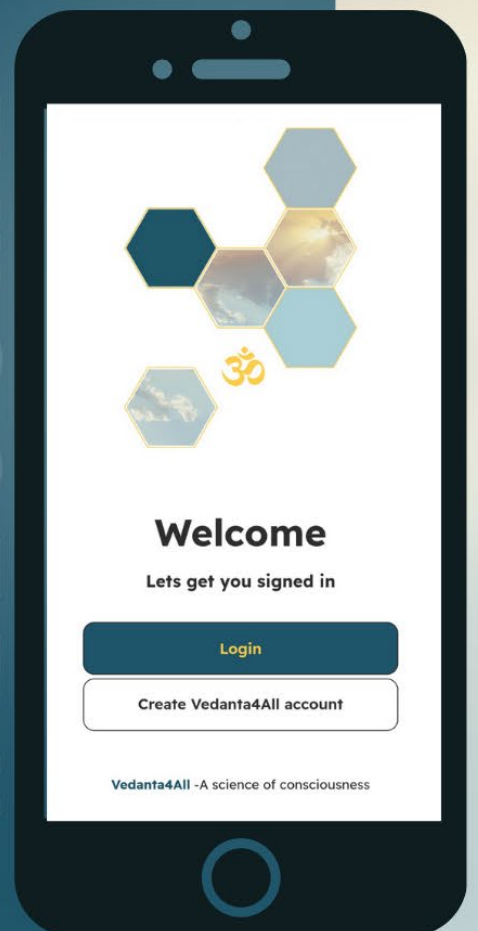 ॐ
Welcome
Lets get you signed in
Login
Create Vedanta4All account
Vedanta4All -A science of consciousness